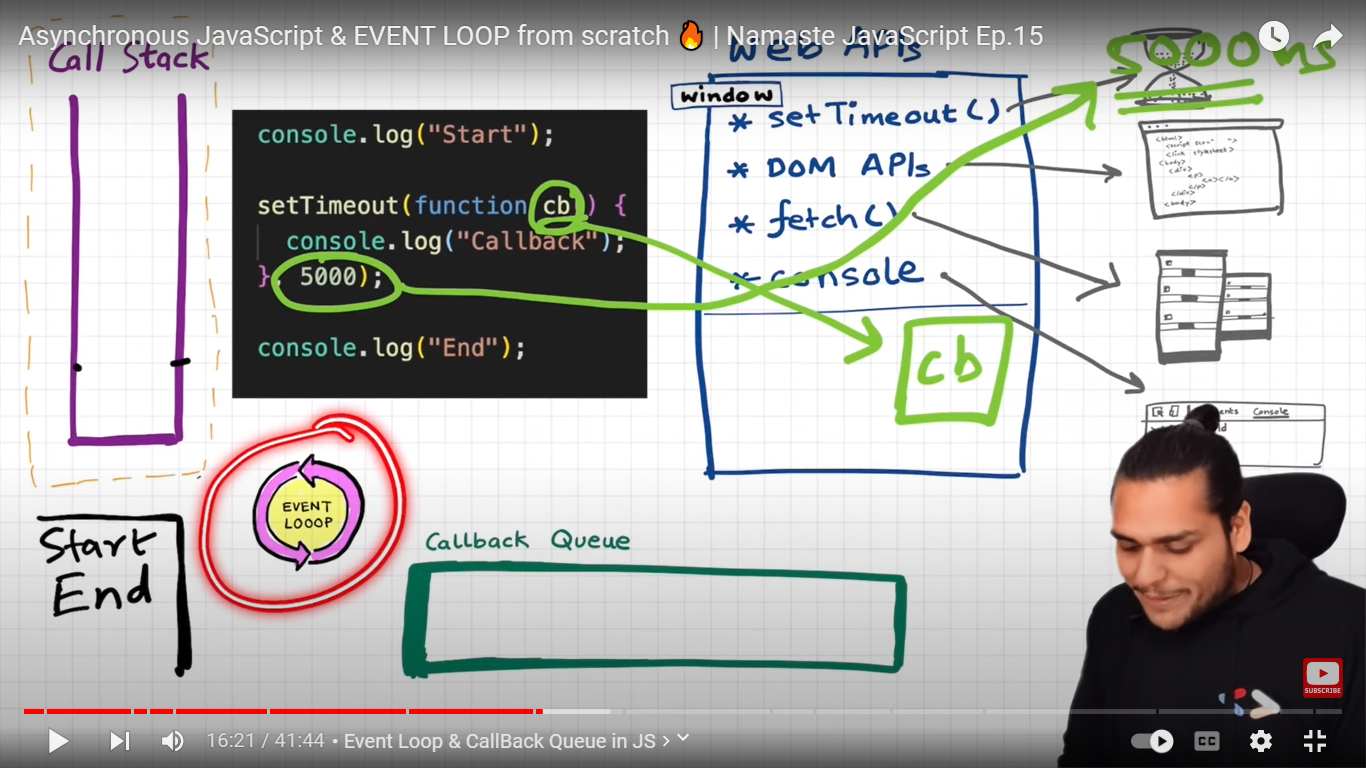 Asynchronous JavaScript & EVENT LOOP from scratch 🔥 | Namaste JavaScript Ep.15
Call Stack
Web APIs
5000ms
window
* setTimeout()
* DOM APIs
* fetch()
* console
console.log("Start");
setTimeout(function cb() {
console.log("Callback");
}, 5000);
console.log("End");
cb
Console
EVENT
LOOOP
Start
End
Callback Queue
SUBSCRIBE
16:21 / 41:44 • Event Loop & CallBack Queue in JS
CC